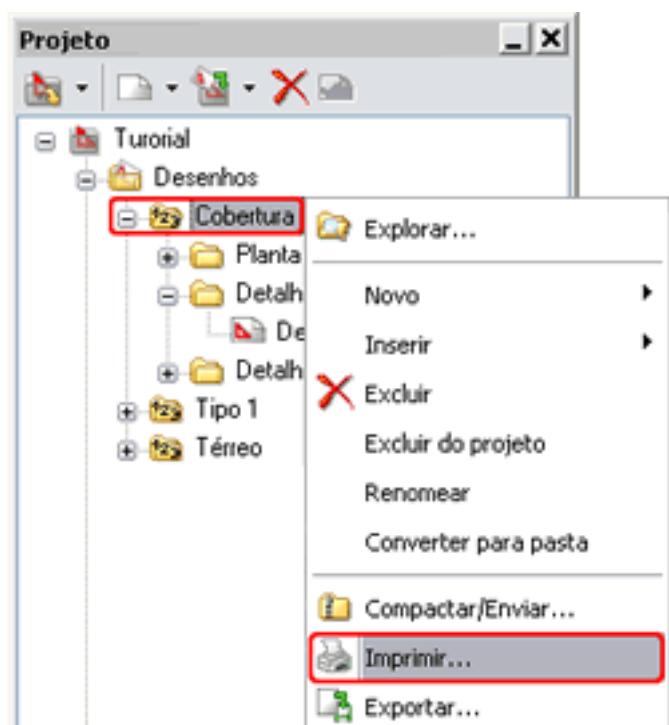 Projeto
Turorial
Desenhos
Cobertura
Planta
Detalh
De
Detalh
Tipo 1
Térreo
Explorar...
Novo
Inserir
Excluir
Excluir do projeto
Renomear
Converter para pasta
Compactar/Enviar...
Imprimir...
Exportar...